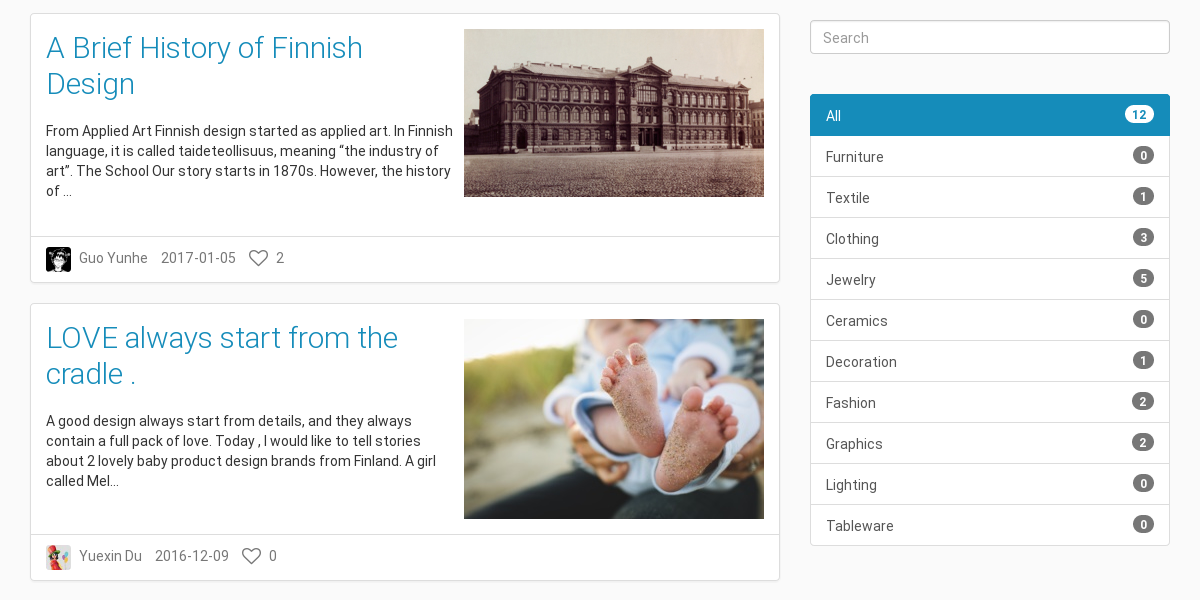 A Brief History of Finnish
Design
From Applied Art Finnish design started as applied art. In Finnish
language, it is called taideteollisuus, meaning “the industry of
art”. The School Our story starts in 1870s. However, the history
of ...
Guo Yunhe 2017-01-05 2
LOVE always start from the
cradle .
A good design always start from details, and they always
contain a full pack of love. Today , I would like to tell stories
about 2 lovely baby product design brands from Finland. A girl
called Mel...
Yuexin Du 2016-12-09 0
Search
All 12
Furniture 0
Textile 1
Clothing 3
Jewelry 5
Ceramics 0
Decoration 1
Fashion 2
Graphics 2
Lighting 0
Tableware 0